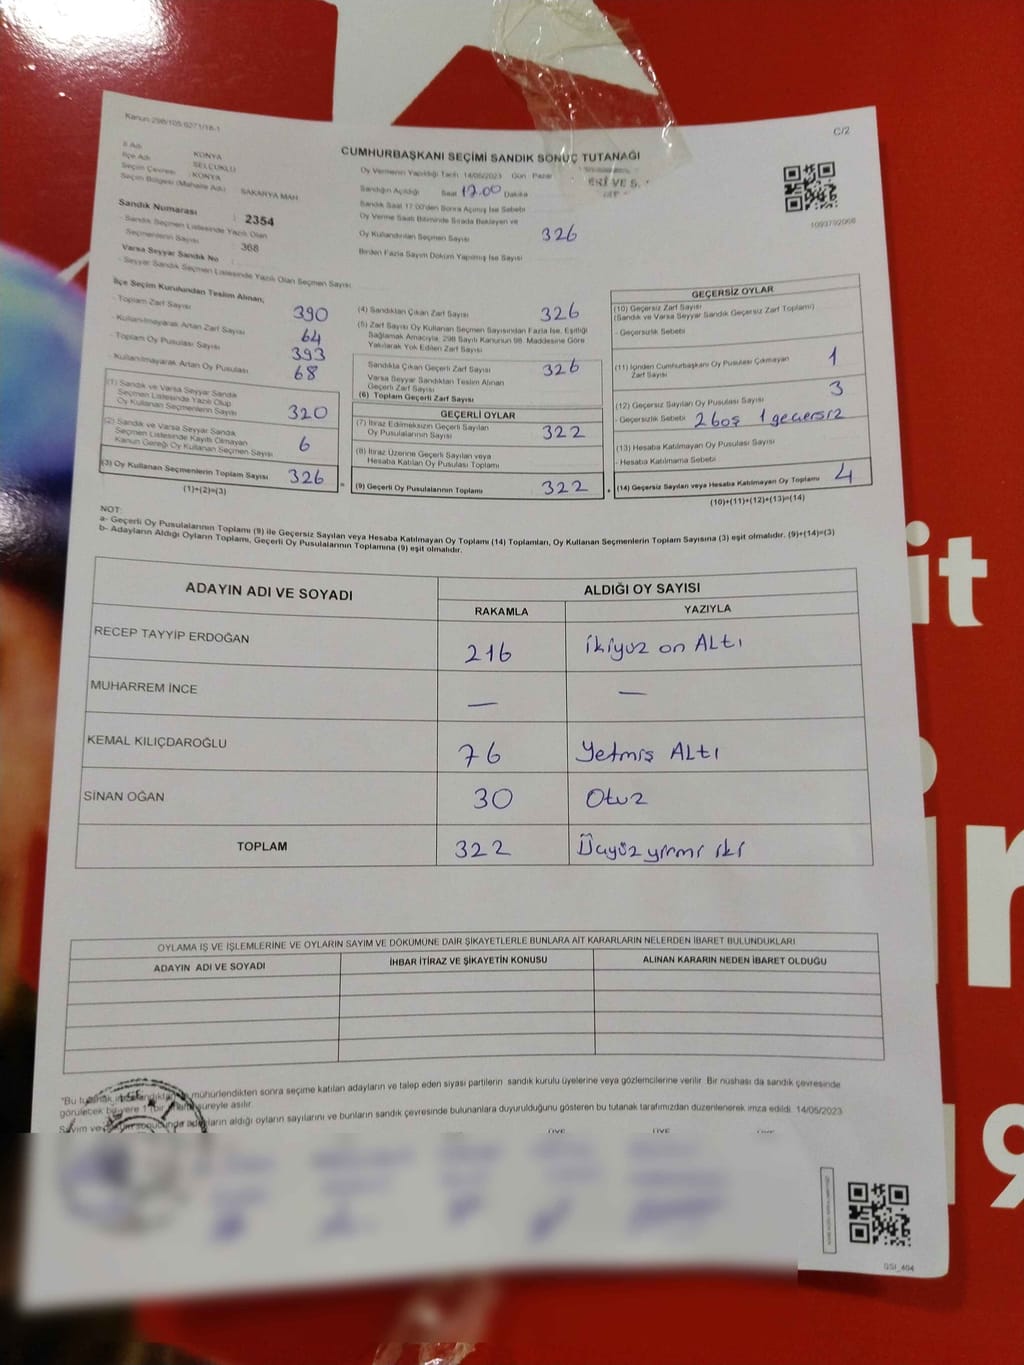 Kanun:298/105
C/2
CUMHURBAŞKANI SEÇİMİ SANDIK SONUÇ TUTANAĞI
İl Adı KONYA
İlçe Adı SELÇUKLU
Seçim Çevresi : KONYA
Seçim Bölgesi (Mahalle Adı) SAKARYA MAH.
Sandık Numarası : 2354
Sandık Seçmen Listesinde Yazılı Olan
Seçmenlerin Sayısı : 368
Varsa Seyyar Sandık No
- Seyyar Sandık Seçmen Listesinde Yazılı Olan Seçmen Sayısı
Oy Vermenin Yapıldığı Tarih 14/05/2023 Gün : Pazar
Sandığın Açıldığı Saat 17.00 Dakika
Sandık Saat 17:00'den Sonra Açılmış İse Sebebi
Oy Verme Saati Bitiminde Sırada Bekleyen ve
Oy Kullandırılan Seçmen Sayısı 326
Birden Fazla Sayım Döküm Yapılmış İse Sayısı
1093792068
İlçe Seçim Kurulundan Teslim Alınan;
- Toplam Zarf Sayısı 390
- Kullanılmayarak Artan Zarf Sayısı 64
- Toplam Oy Pusulası Sayısı 393
- Kullanılmayarak Artan Oy Pusulası 68
(1) Sandık ve Varsa Seyyar Sandık
Seçmen Listesinde Yazılı Olup
Oy Kullanan Seçmenlerin Sayısı 320
(2) Sandık ve Varsa Seyyar Sandık
Seçmen Listesinde Kayıtlı Olmayan
Kanun Gereği Oy Kullanan Seçmen Sayısı 6
(3) Oy Kullanan Seçmenlerin Toplam Sayısı 326
(1)+(2)=(3)
(4) Sandıktan Çıkan Zarf Sayısı 326
(5) Zarf Sayısı Oy Kullanan Seçmen Sayısından Fazla İse, Eşitliği
Sağlamak Amacıyla; 298 Sayılı Kanunun 98. Maddesine Göre
Yakılarak Yok Edilen Zarf Sayısı
Sandıkta Çıkan Geçerli Zarf Sayısı 326
Varsa Seyyar Sandıktan Teslim Alınan
Geçerli Zarf Sayısı
(6) Toplam Geçerli Zarf Sayısı
GEÇERLİ OYLAR
(7) İtiraz Edilmeksizin Geçerli Sayılan
Oy Pusulalarının Sayısı 322
(8) İtiraz Üzerine Geçerli Sayılan veya
Hesaba Katılan Oy Pusulası Toplamı
(9) Geçerli Oy Pusulalarının Toplamı 322
GEÇERSİZ OYLAR
(10) Geçersiz Zarf Sayısı
(Sandık ve Varsa Seyyar Sandık Geçersiz Zarf Toplamı)
- Geçersizlik Sebebi
(11) İçinden Cumhurbaşkanı Oy Pusulası Çıkmayan
Zarf Sayısı 1
(12) Geçersiz Sayılan Oy Pusulası Sayısı 3
- Geçersizlik Sebebi 2 boş 1 geçersiz
(13) Hesaba Katılmayan Oy Pusulası Sayısı
- Hesaba Katılmama Sebebi
(14) Geçersiz Sayılan veya Hesaba Katılmayan Oy Toplamı 4
(10)+(11)+(12)+(13)=(14)
NOT:
a- Geçerli Oy Pusulalarının Toplamı (9) ile Geçersiz Sayılan veya Hesaba Katılmayan Oy Toplamı (14) Toplamları, Oy Kullanan Seçmenlerin Toplam Sayısına (3) eşit olmalıdır. (9)+(14)=(3)
b- Adayların Aldığı Oyların Toplamı, Geçerli Oy Pusulalarının Toplamına (9) eşit olmalıdır.
ADAYIN ADI VE SOYADI ALDIĞI OY SAYISI
RAKAMLA YAZIYLA
RECEP TAYYİP ERDOĞAN 216 ikiyüz on Altı
MUHARREM İNCE — —
KEMAL KILIÇDAROĞLU 76 Yetmiş Altı
SİNAN OĞAN 30 Otuz
TOPLAM 322 Üçyüz yirmi iki
OYLAMA İŞ VE İŞLEMLERİNE VE OYLARIN SAYIM VE DÖKÜMÜNE DAİR ŞİKAYETLERLE BUNLARA AİT KARARLARIN NELERDEN İBARET BULUNDUKLARI
ADAYIN ADI VE SOYADI İHBAR İTİRAZ VE ŞİKAYETİN KONUSU ALINAN KARARIN NEDEN İBARET OLDUĞU
"Bu tutanak mühürlendikten sonra seçime katılan adayların ve talep eden siyasi partilerin sandık kurulu üyelerine veya gözlemcilerine verilir. Bir nüshası da sandık çevresinde
görülecek bir yere süreyle asılır.
Sayım ve adayların aldığı oyların sayılarını ve bunların sandık çevresinde bulunanlara duyurulduğunu gösteren bu tutanak tarafımızdan düzenlenerek imza edildi. 14/05/2023
ÜYE ÜYE
GSI_404
it
9